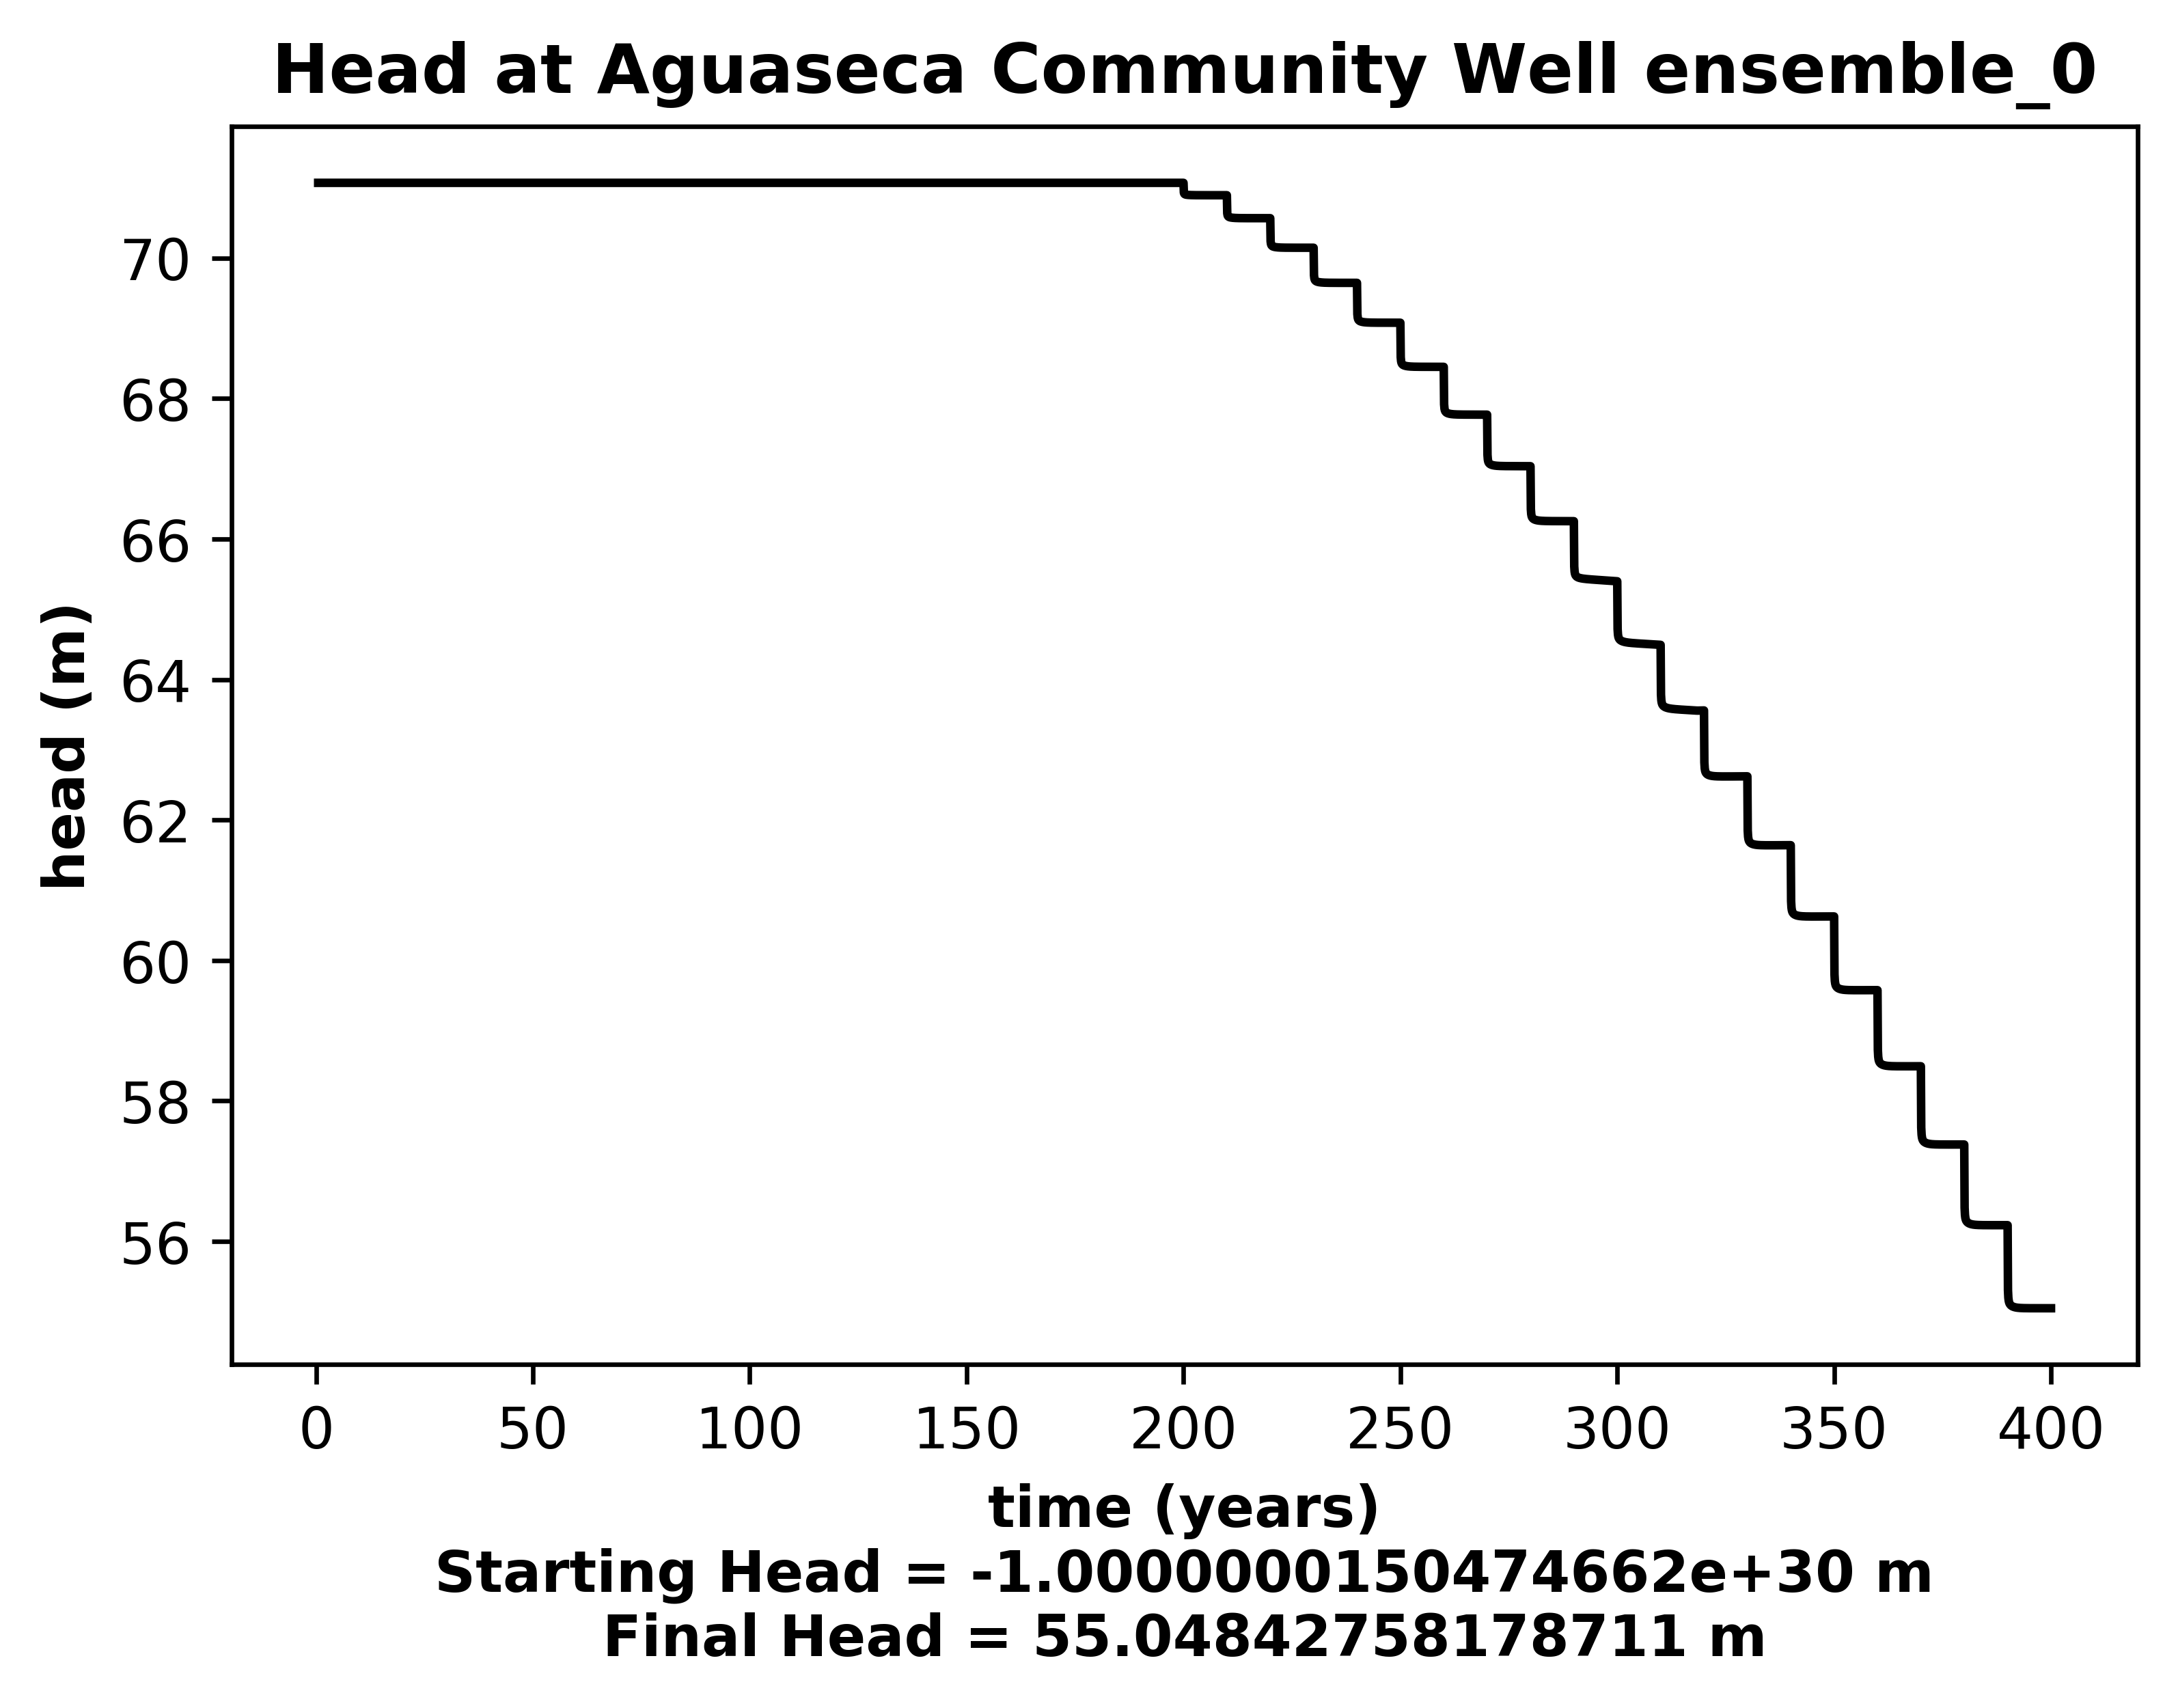 Head at Aguaseca Community Well ensemble_0
head (m)
70
68
66
64
62
60
58
56
0 50 100 150 200 250 300 350 400
time (years)
Starting Head = -1.0000000150474662e+30 m
Final Head = 55.04842758178711 m